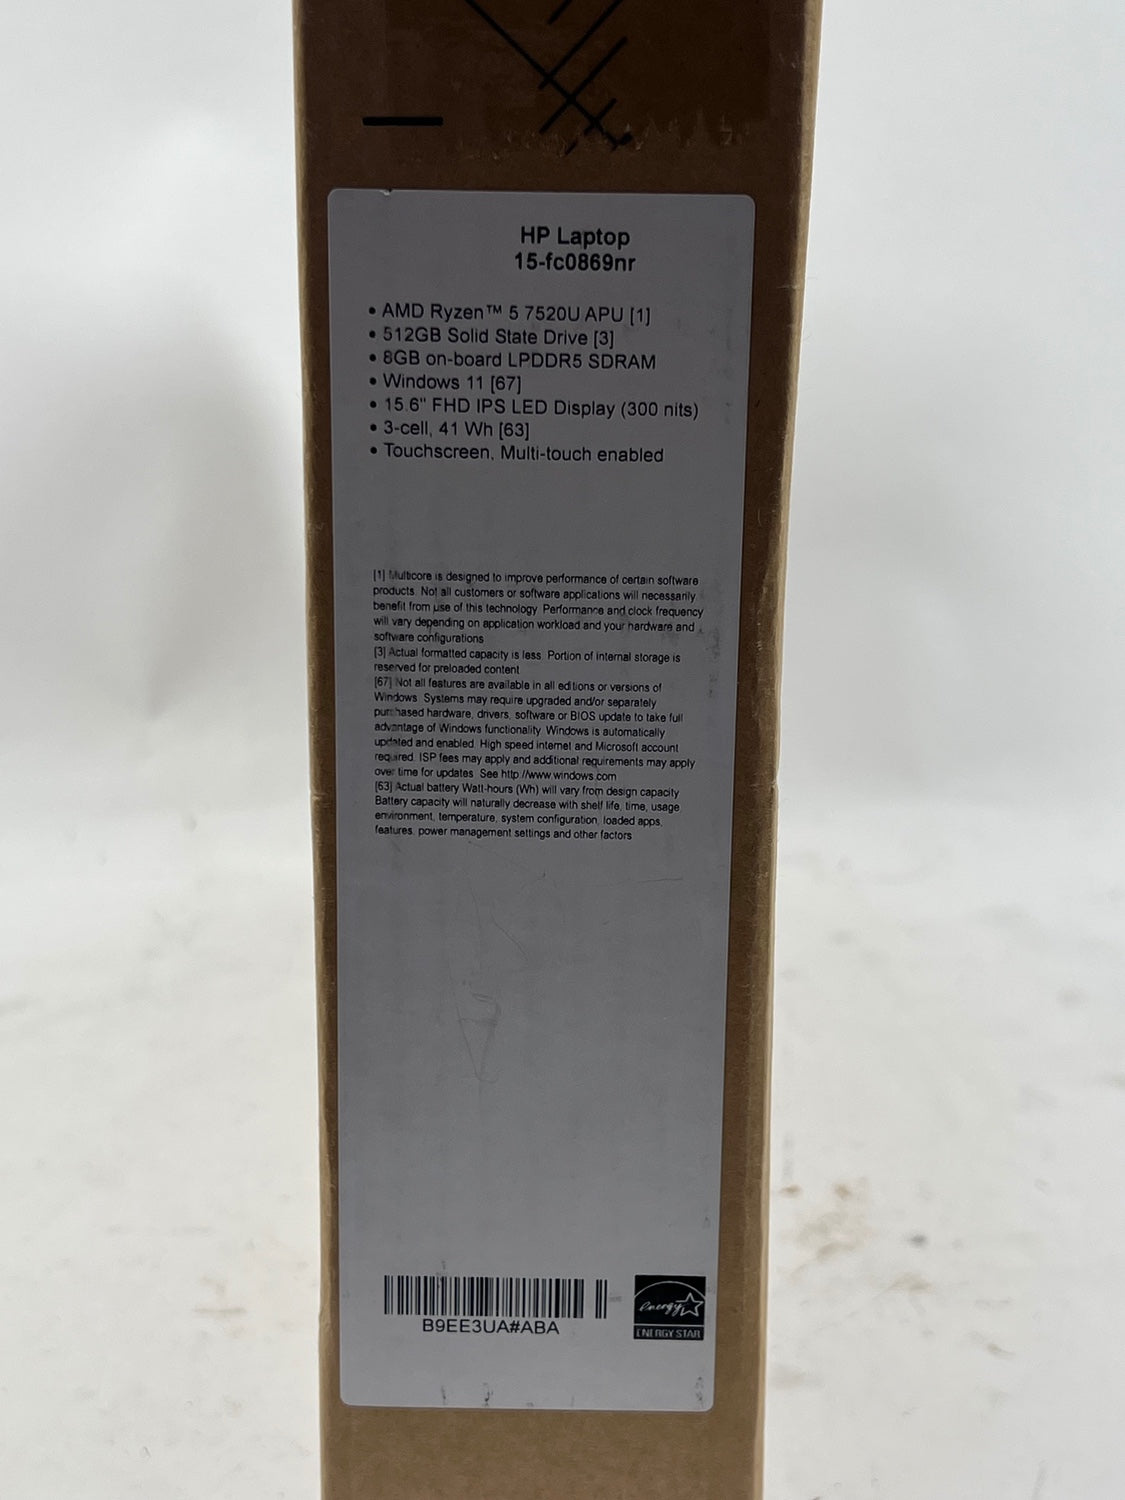 HP Laptop
15-fc0869nr
• AMD Ryzen™ 5 7520U APU [1]
• 512GB Solid State Drive [3]
• 8GB on-board LPDDR5 SDRAM
• Windows 11 [67]
• 15.6" FHD IPS LED Display (300 nits)
• 3-cell, 41 Wh [63]
• Touchscreen, Multi-touch enabled
[1] Multicore is designed to improve performance of certain software
products. Not all customers or software applications will necessarily
benefit from use of this technology. Performance and clock frequency
will vary depending on application workload and your hardware and
software configurations
[3] Actual formatted capacity is less. Portion of internal storage is
reserved for preloaded content
[67] Not all features are available in all editions or versions of
Windows. Systems may require upgraded and/or separately
purchased hardware, drivers, software or BIOS update to take full
advantage of Windows functionality. Windows is automatically
updated and enabled. High speed internet and Microsoft account
required. ISP fees may apply and additional requirements may apply
over time for updates. See http://www.windows.com
[63] Actual battery Watt-hours (Wh) will vary from design capacity.
Battery capacity will naturally decrease with shelf life, time, usage,
environment, temperature, system configuration, loaded apps,
features, power management settings and other factors
B9EE3UA#ABA
energy
ENERGY STAR